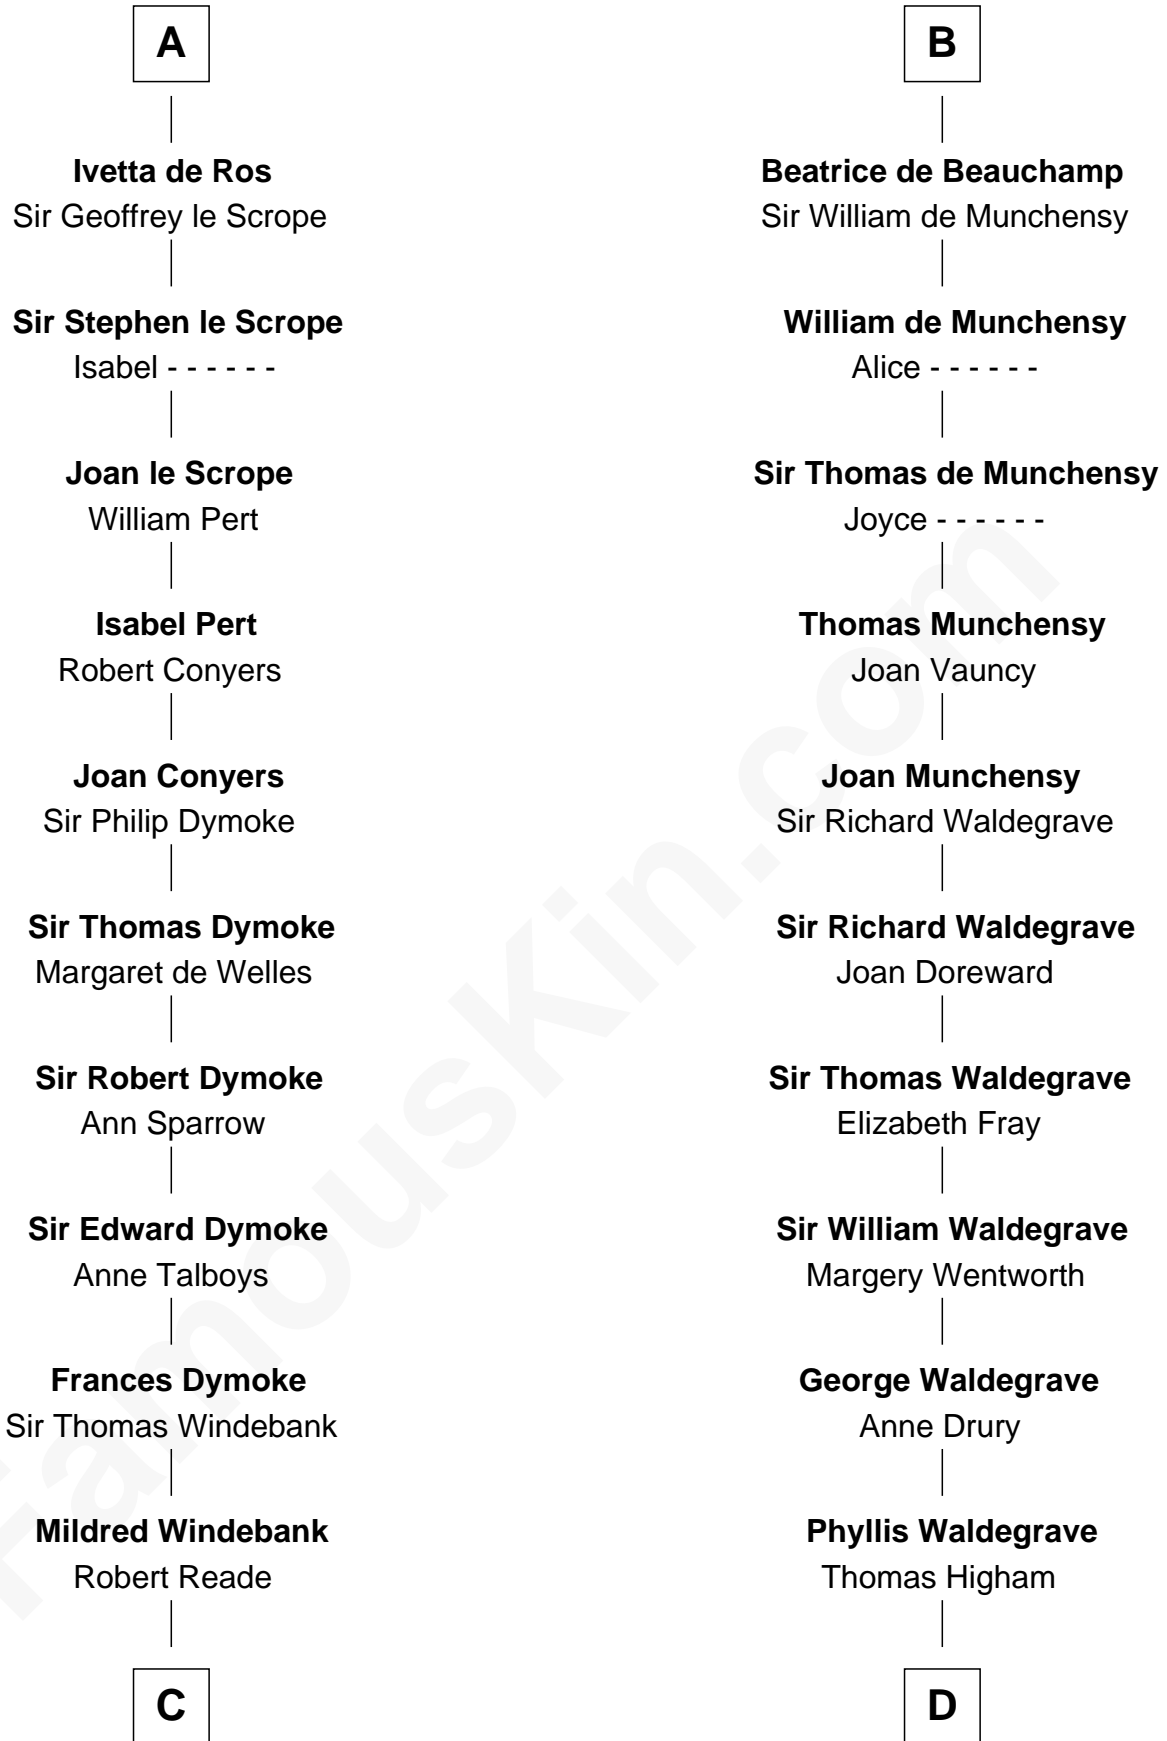 A
Ivetta de Ros
Sir Geoffrey le Scrope
Sir Stephen le Scrope
Isabel - - - - - -
Joan le Scrope
William Pert
Isabel Pert
Robert Conyers
Joan Conyers
Sir Philip Dymoke
Sir Thomas Dymoke
Margaret de Welles
Sir Robert Dymoke
Ann Sparrow
Sir Edward Dymoke
Anne Talboys
Frances Dymoke
Sir Thomas Windebank
Mildred Windebank
Robert Reade
C
B
Beatrice de Beauchamp
Sir William de Munchensy
William de Munchensy
Alice - - - - - -
Sir Thomas de Munchensy
Joyce - - - - - -
Thomas Munchensy
Joan Vauncy
Joan Munchensy
Sir Richard Waldegrave
Sir Richard Waldegrave
Joan Doreward
Sir Thomas Waldegrave
Elizabeth Fray
Sir William Waldegrave
Margery Wentworth
George Waldegrave
Anne Drury
Phyllis Waldegrave
Thomas Higham
D
FamousKin.com